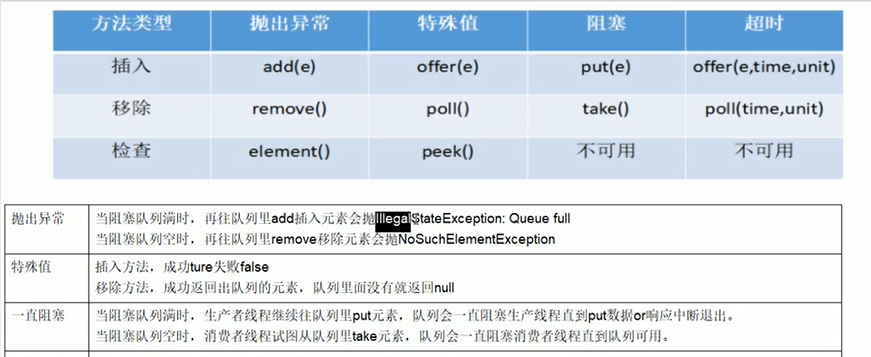 方法类型 抛出异常 特殊值 阻塞 超时
插入 add(e) offer(e) put(e) offer(e,time,unit)
移除 remove() poll() take() poll(time,unit)
检查 element() peek() 不可用 不可用
抛出异常 当阻塞队列满时，再往队列里add插入元素会抛IllegalStateException: Queue full
当阻塞队列空时，再往队列里remove移除元素会抛NoSuchElementException
特殊值 插入方法，成功ture失败false
移除方法，成功返回出队列的元素，队列里面没有就返回null
一直阻塞 当阻塞队列满时，生产者线程继续往队列里put元素，队列会一直阻塞生产线程直到put数据or响应中断退出。
当阻塞队列空时，消费者线程试图从队列里take元素，队列会一直阻塞消费者线程直到队列可用。